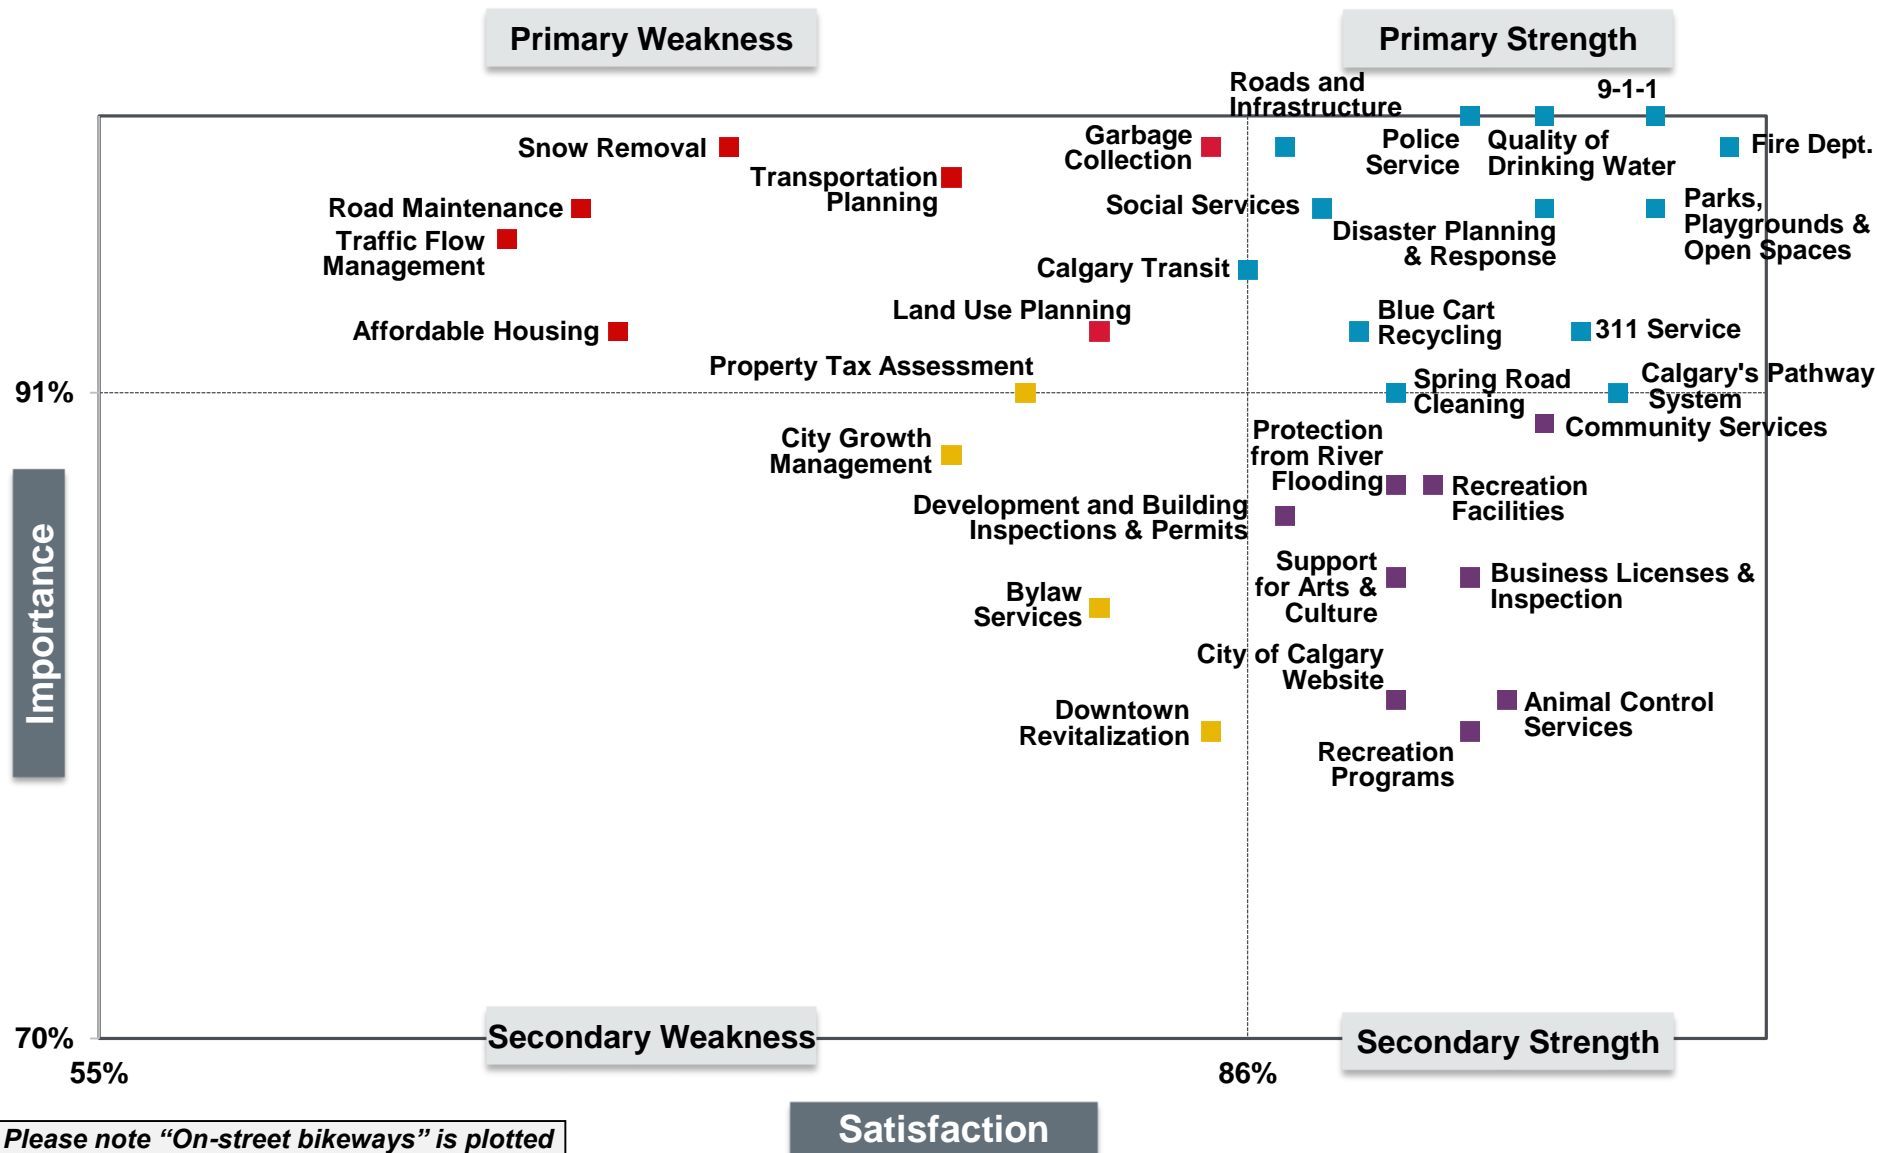 Primary Weakness
Primary Strength
Roads and
Infrastructure
9-1-1
Snow Removal
Garbage
Collection
Police
Service
Quality of
Drinking Water
Fire Dept.
Transportation
Planning
Road Maintenance
Social Services
Parks,
Playgrounds &
Open Spaces
Traffic Flow
Management
Disaster Planning
& Response
Calgary Transit
Land Use Planning
Affordable Housing
Blue Cart
Recycling
311 Service
Property Tax Assessment
91%
Spring Road
Cleaning
Calgary's Pathway
System
Community Services
City Growth
Management
Protection
from River
Flooding
Recreation
Facilities
Development and Building
Inspections & Permits
Importance
Support
for Arts &
Culture
Business Licenses &
Inspection
Bylaw
Services
City of Calgary
Website
Animal Control
Services
Downtown
Revitalization
Recreation
Programs
70%
Secondary Weakness
Secondary Strength
55%
86%
Satisfaction
Please note “On-street bikeways” is plotted